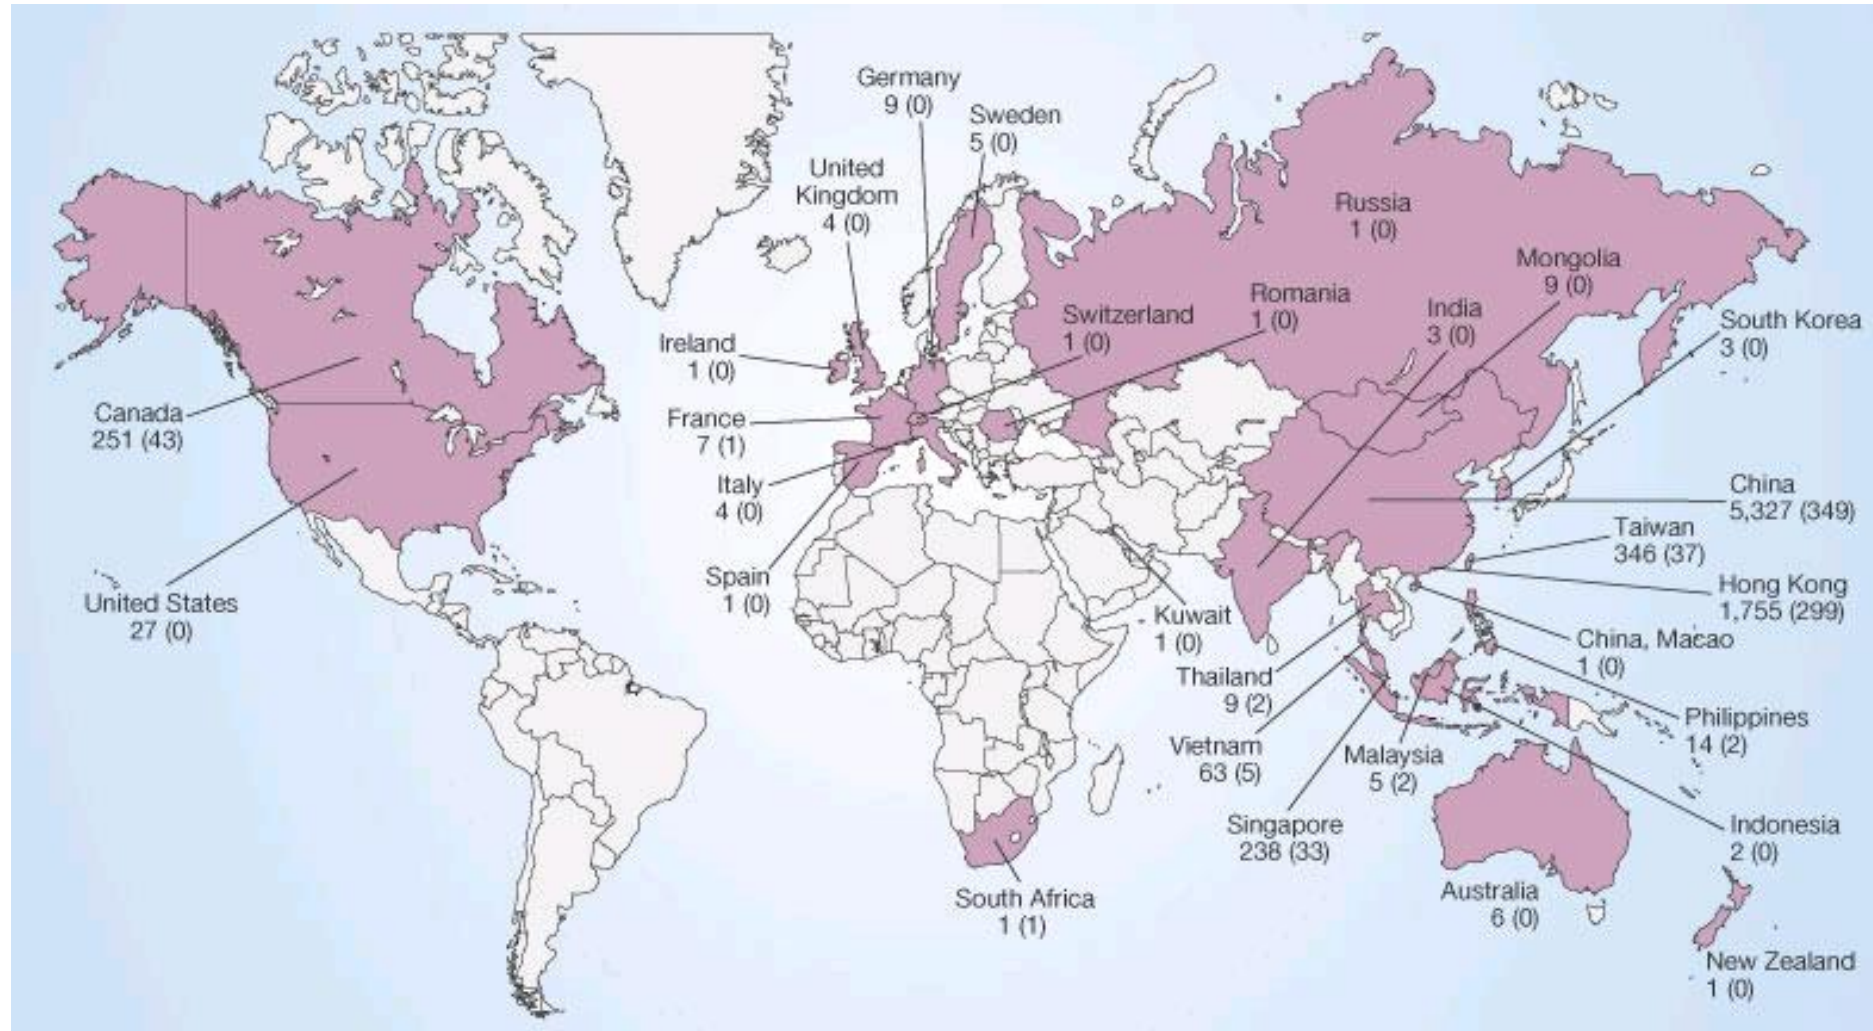 Germany
9 (0)
Sweden
5 (0)
United
Kingdom
4 (0)
Russia
1 (0)
Mongolia
9 (0)
Romania
1 (0)
India
3 (0)
Switzerland
1 (0)
South Korea
3 (0)
Ireland
1 (0)
Canada
251 (43)
France
7 (1)
Italy
4 (0)
China
5,327 (349)
Taiwan
346 (37)
Spain
1 (0)
Hong Kong
1,755 (299)
United States
27 (0)
Kuwait
1 (0)
China, Macao
1 (0)
Thailand
9 (2)
Philippines
14 (2)
Vietnam
63 (5)
Malaysia
5 (2)
Singapore
238 (33)
Indonesia
2 (0)
South Africa
1 (1)
Australia
6 (0)
New Zealand
1 (0)